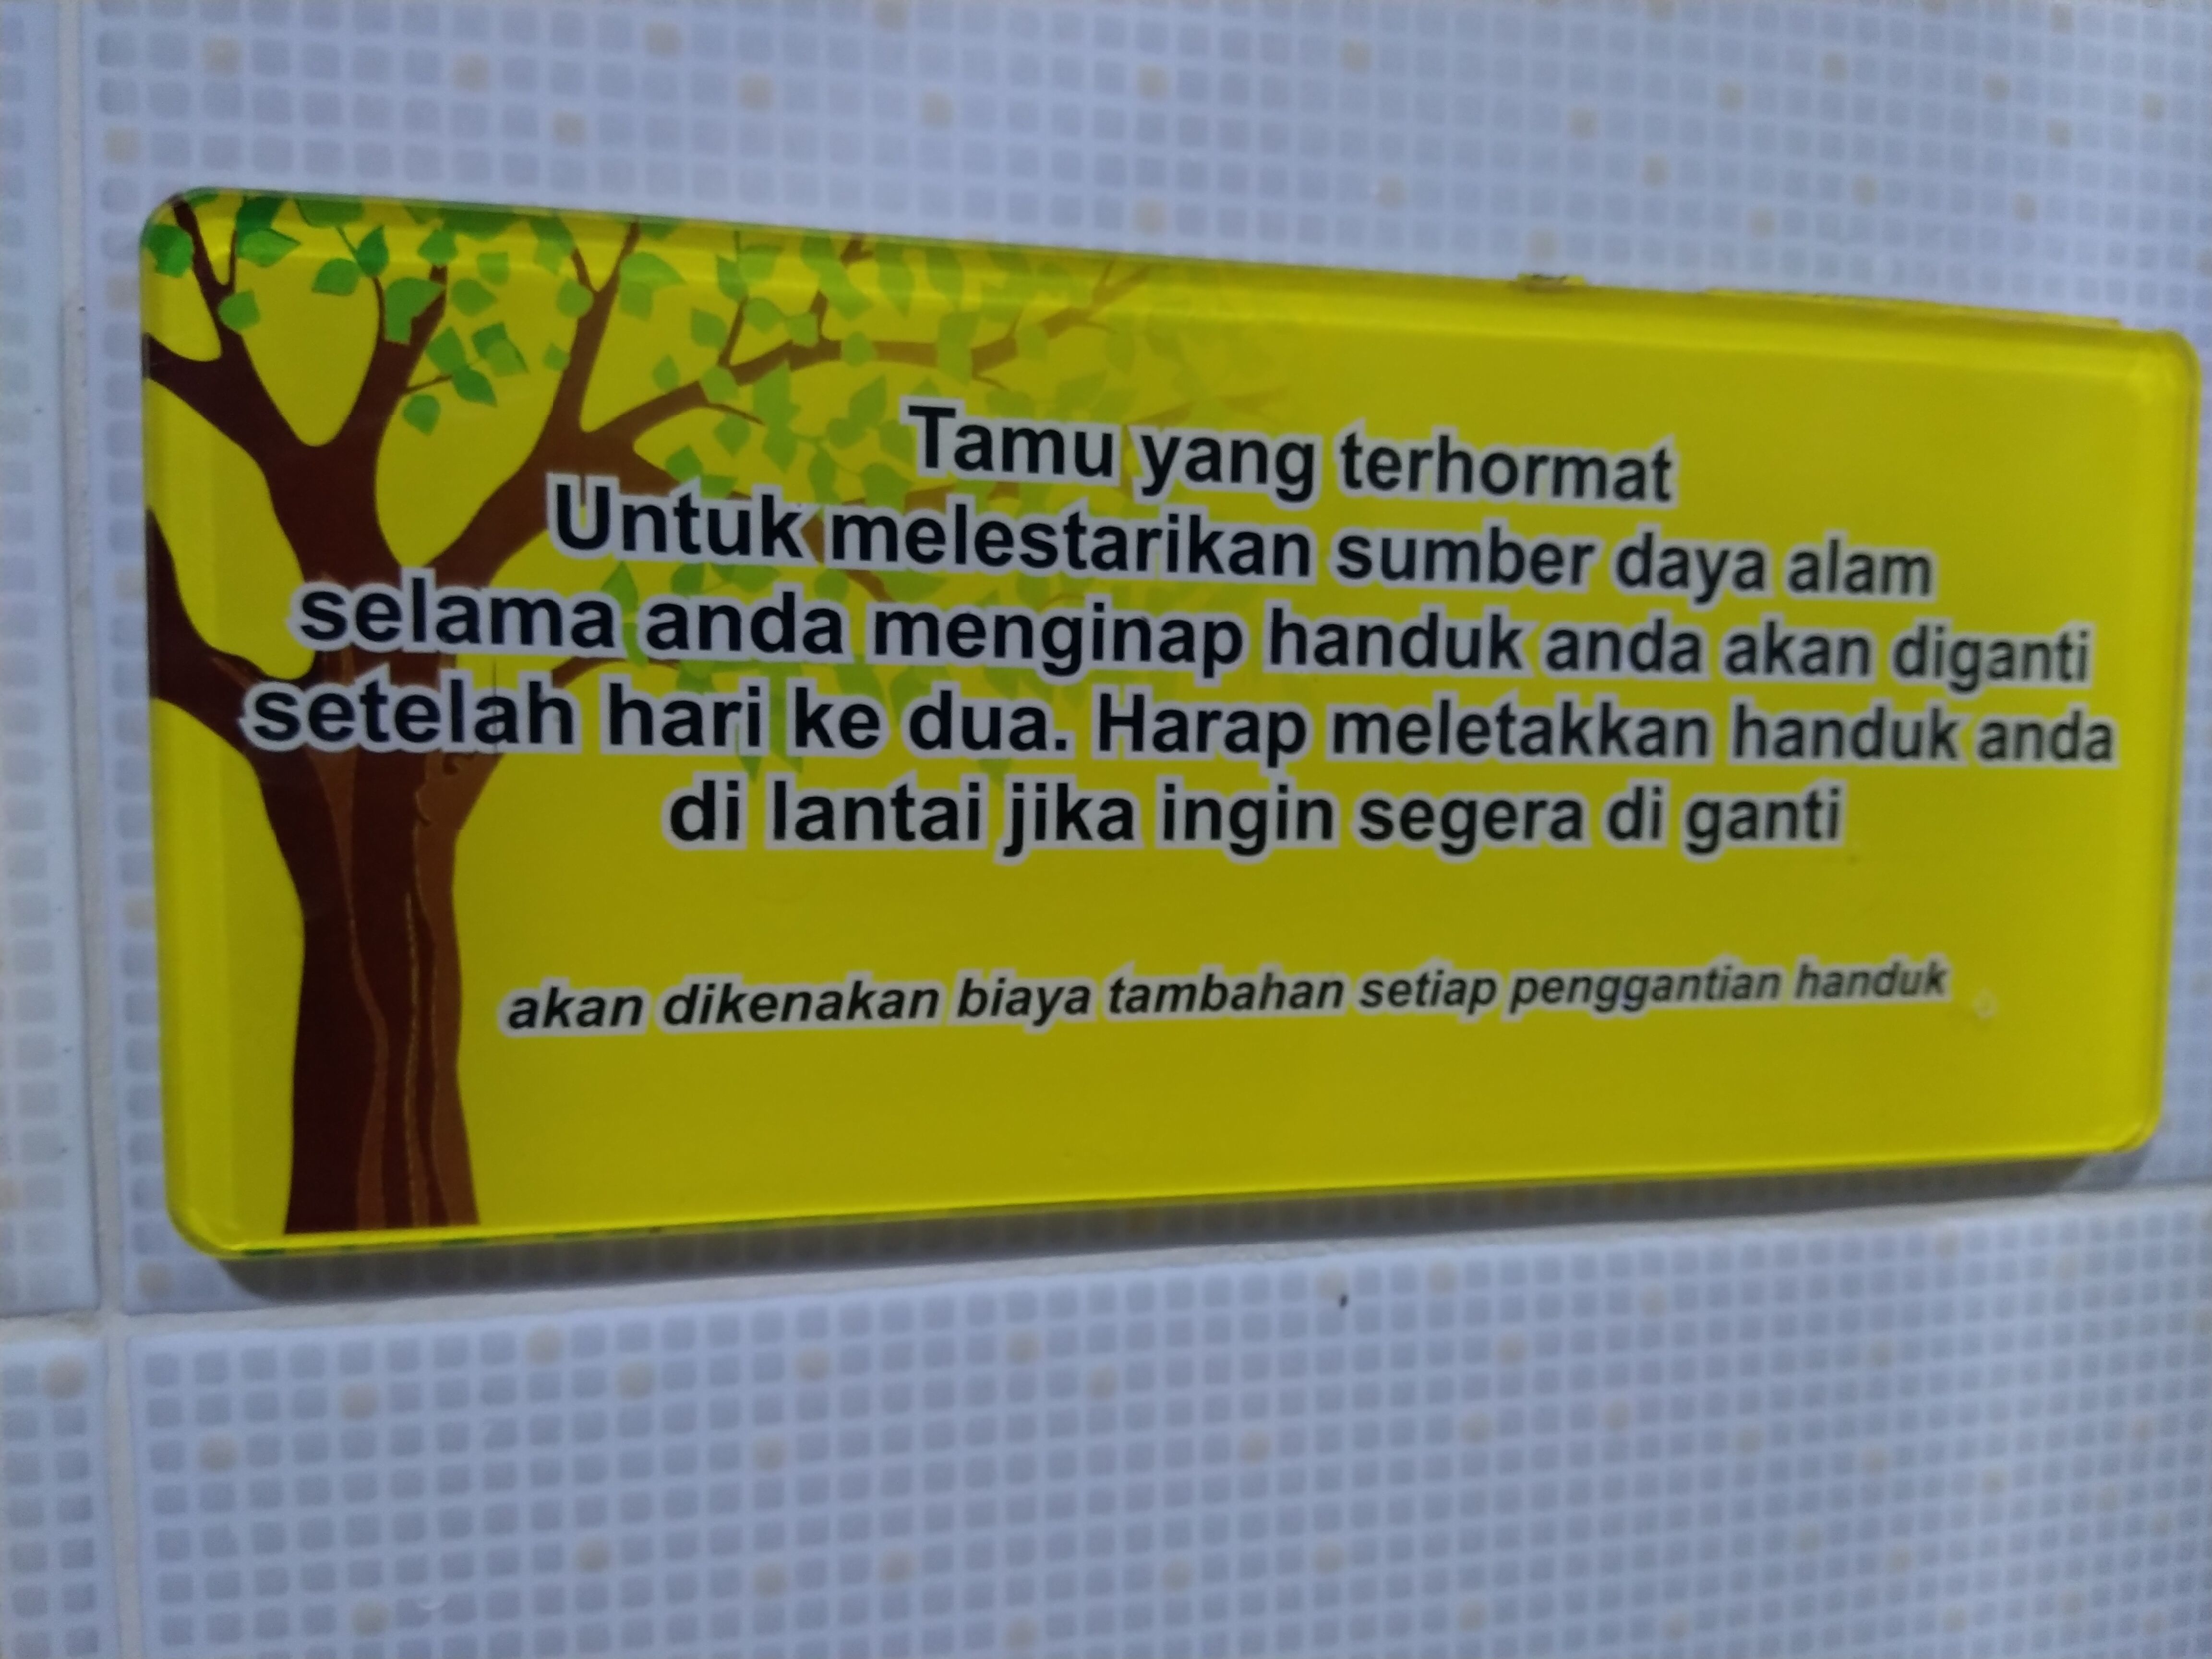 Tamu yang terhormat
Untuk melestarikan sumber daya alam
selama anda menginap handuk anda akan diganti
setelah hari ke dua. Harap meletakkan handuk anda
di lantai jika ingin segera di ganti
akan dikenakan biaya tambahan setiap penggantian handuk